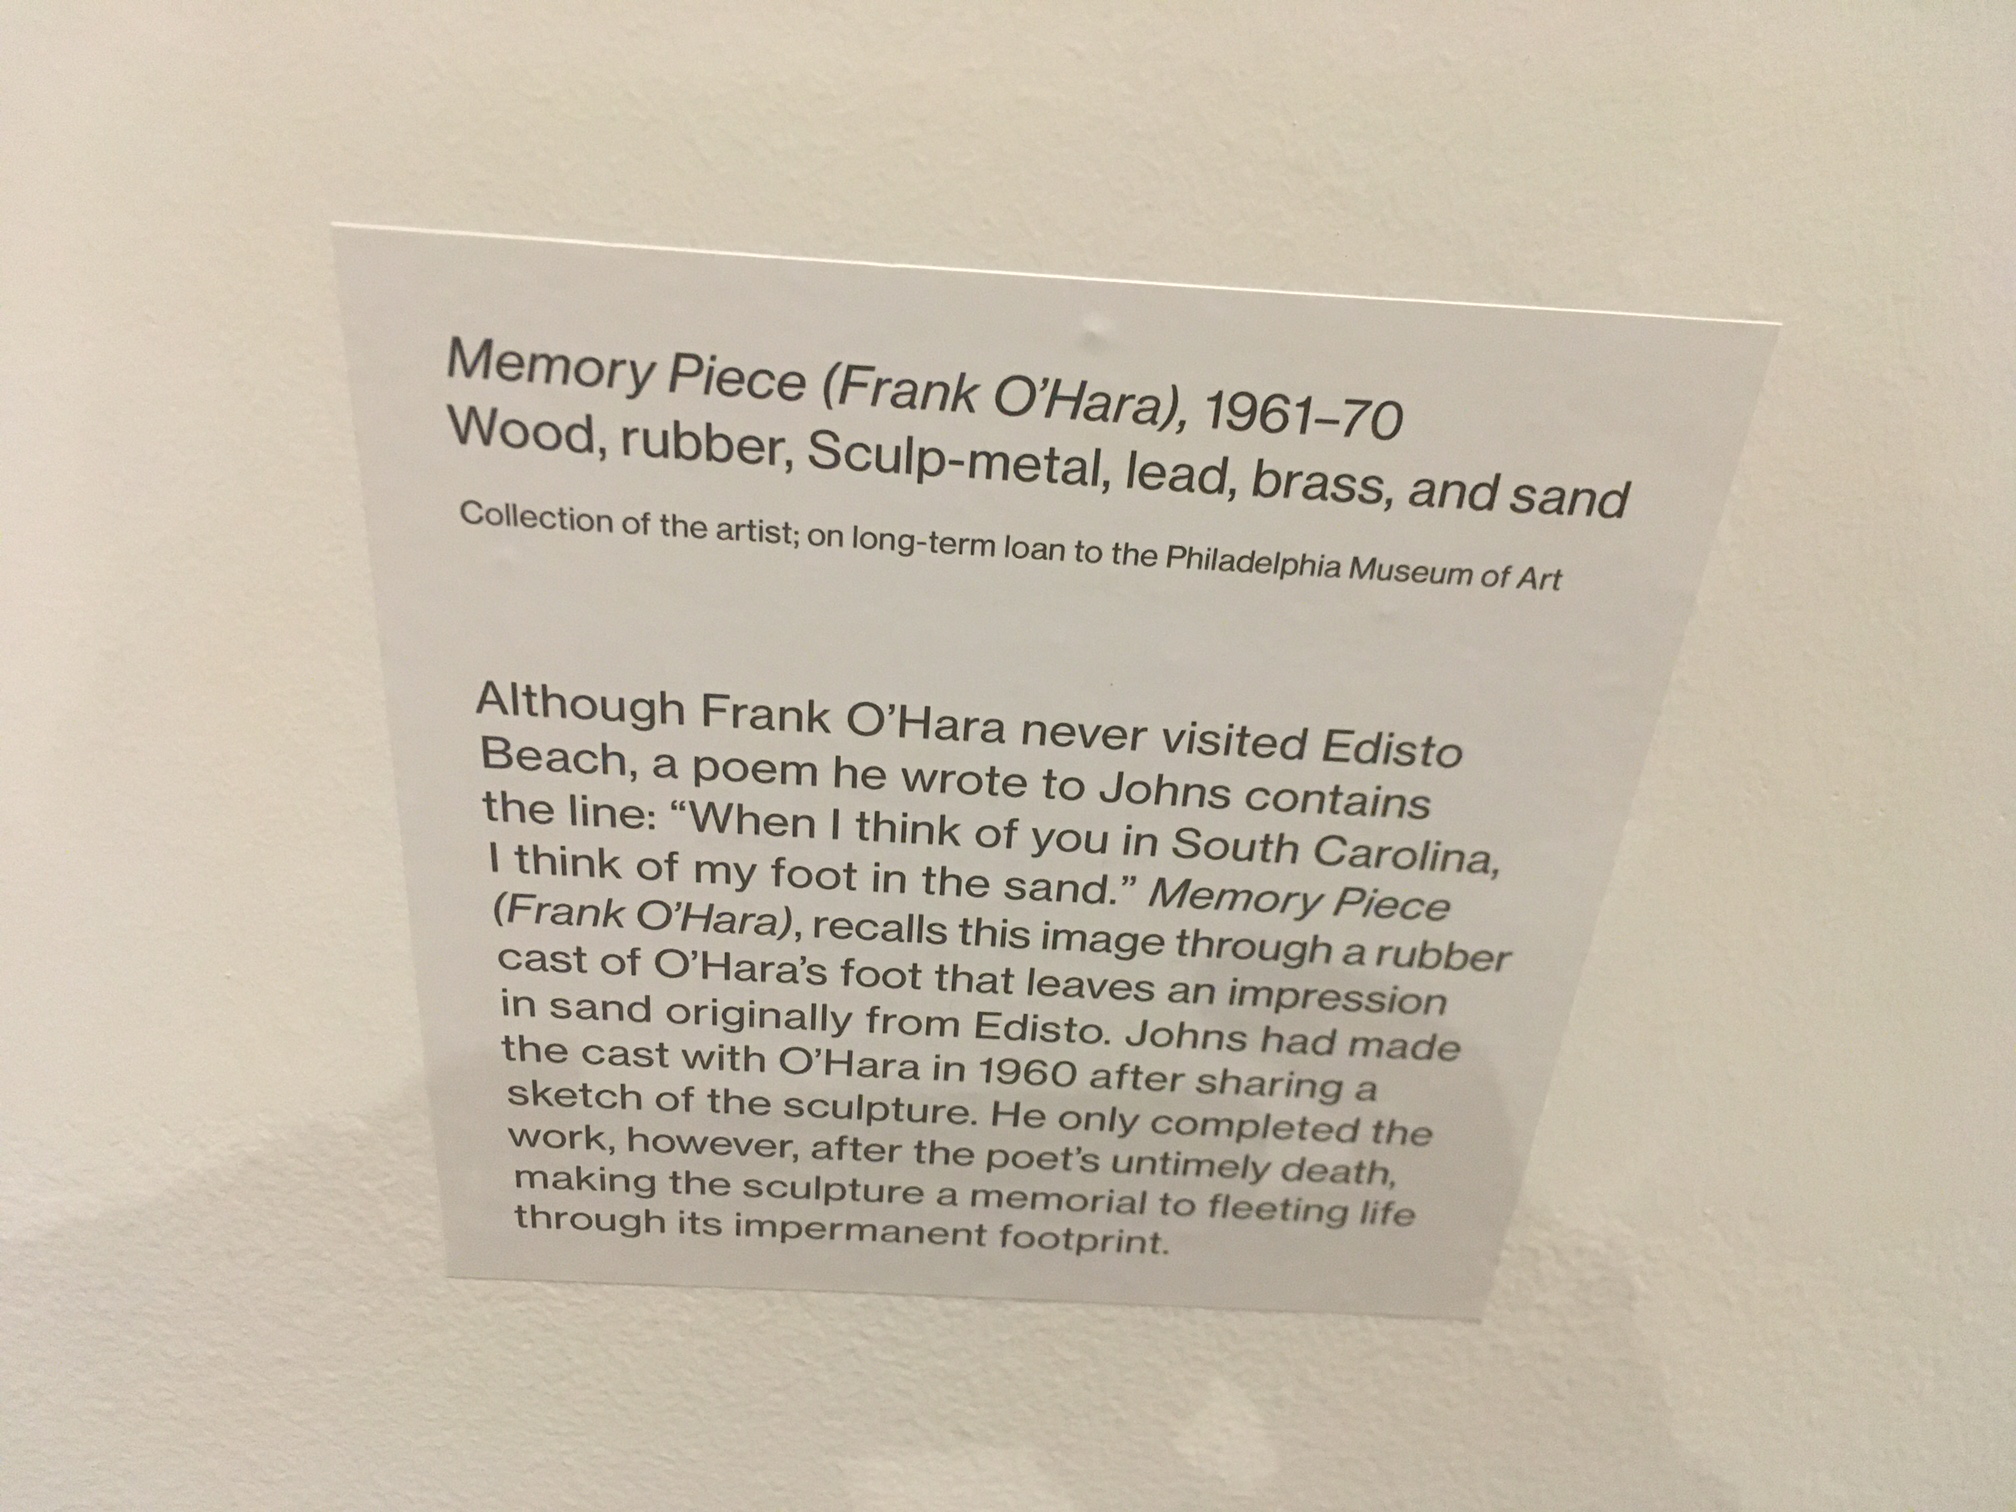 Memory Piece (Frank O’Hara), 1961–70
Wood, rubber, Sculp-metal, lead, brass, and sand
Collection of the artist; on long-term loan to the Philadelphia Museum of Art
Although Frank O’Hara never visited Edisto
Beach, a poem he wrote to Johns contains
the line: “When I think of you in South Carolina,
I think of my foot in the sand.” Memory Piece
(Frank O’Hara), recalls this image through a rubber
cast of O’Hara’s foot that leaves an impression
in sand originally from Edisto. Johns had made
the cast with O’Hara in 1960 after sharing a
sketch of the sculpture. He only completed the
work, however, after the poet’s untimely death,
making the sculpture a memorial to fleeting life
through its impermanent footprint.